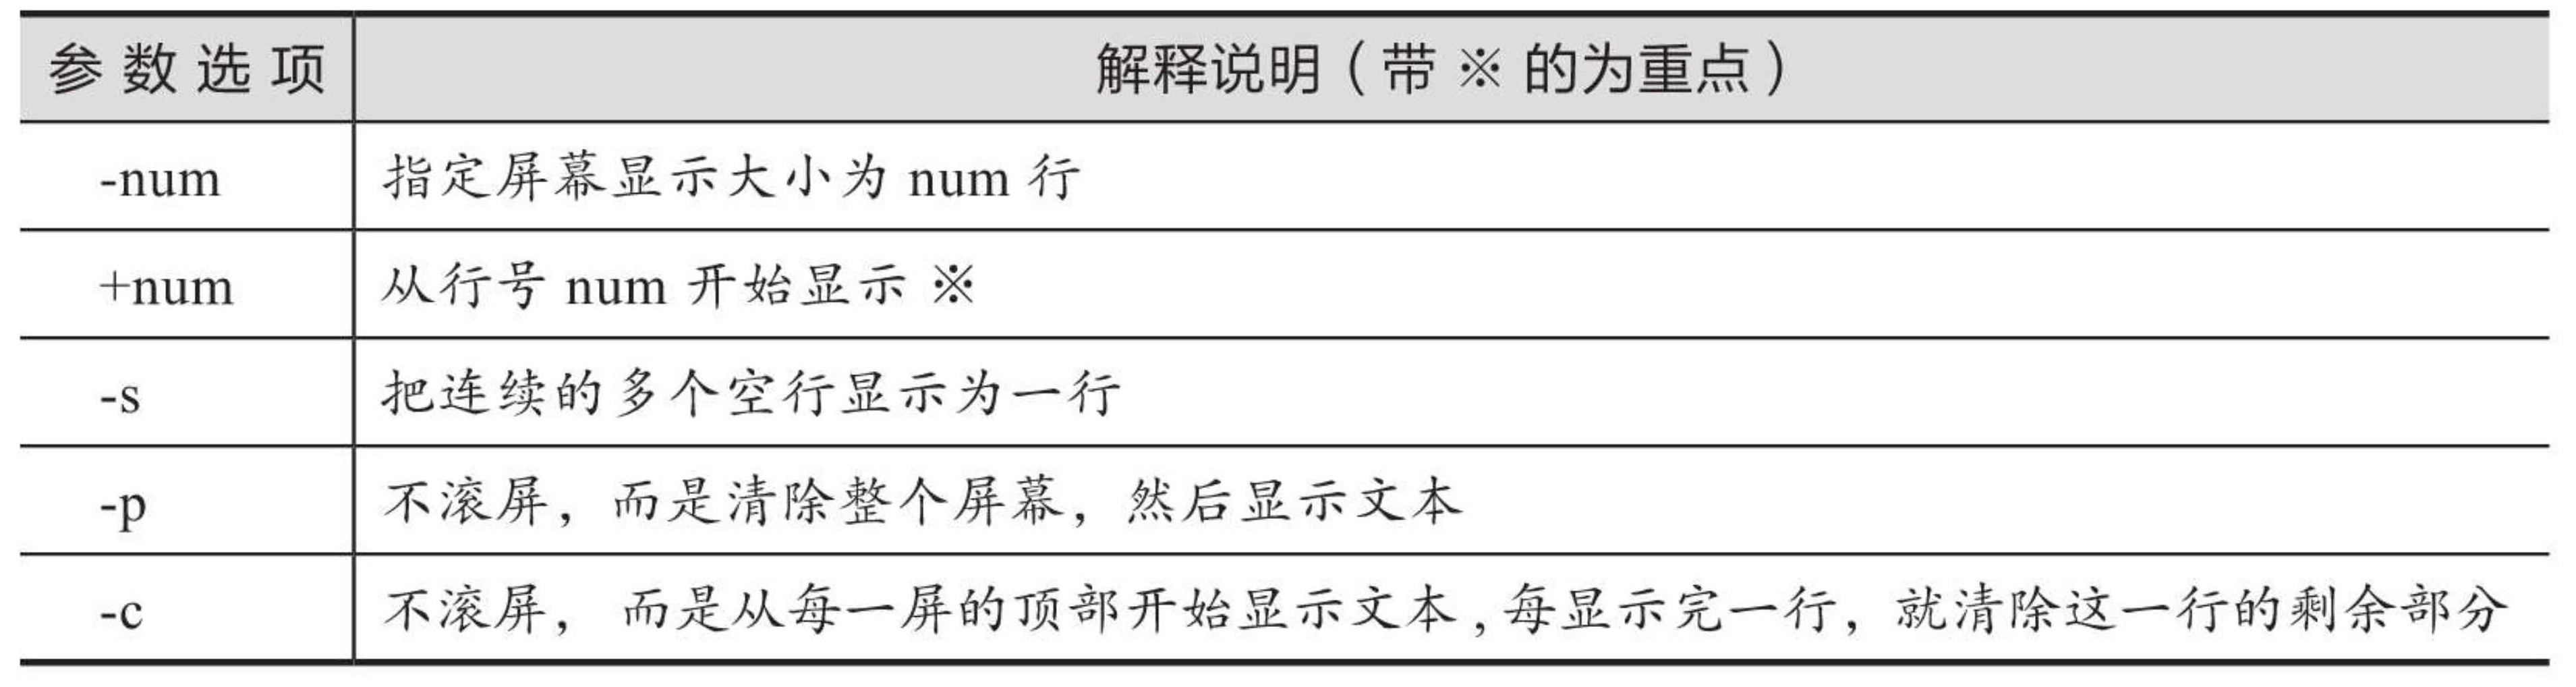 参数选项 解释说明（带 ※ 的为重点）
-num 指定屏幕显示大小为 num 行
+num 从行号 num 开始显示 ※
-s 把连续的多个空行显示为一行
-p 不滚屏，而是清除整个屏幕，然后显示文本
-c 不滚屏， 而是从每一屏的顶部开始显示文本 , 每显示完一行，就清除这一行的剩余部分